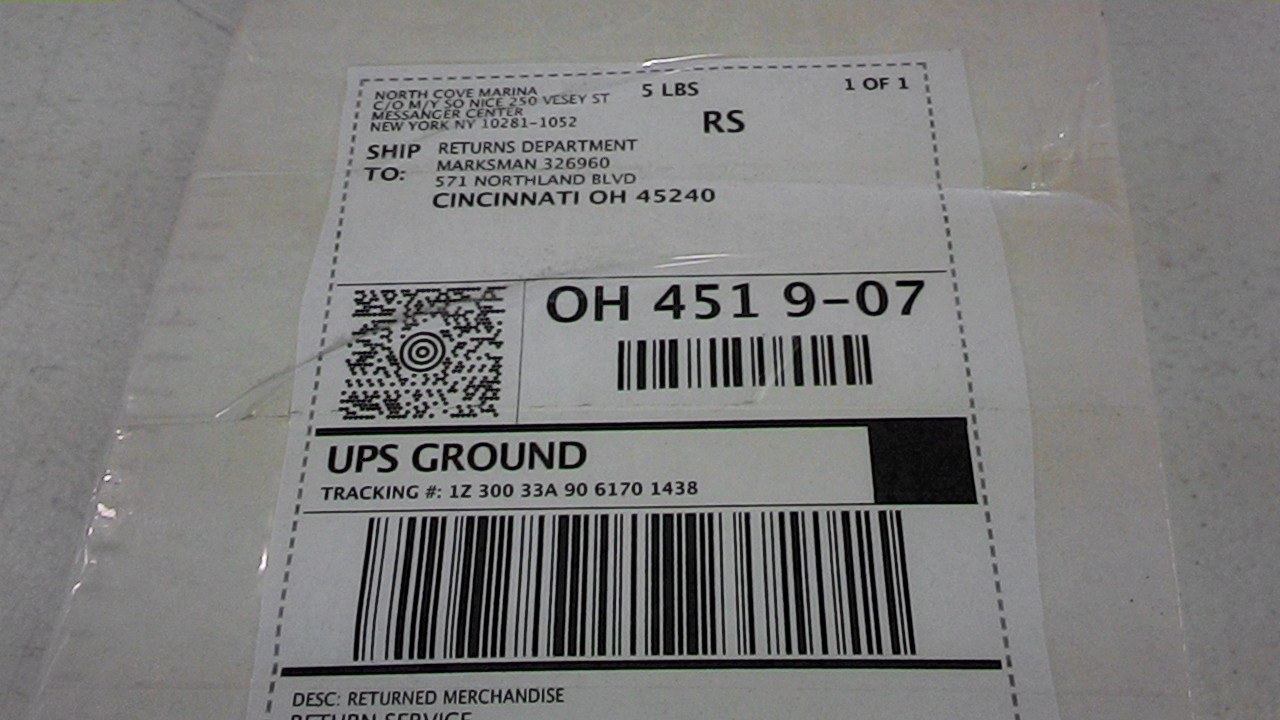 NORTH COVE MARINA
C/O M/Y SO NICE 250 VESEY ST
MESSANGER CENTER
NEW YORK NY 10281-1052
5 LBS
1 OF 1
RS
SHIP TO:
RETURNS DEPARTMENT
MARKSMAN 326960
571 NORTHLAND BLVD
CINCINNATI OH 45240
OH 451 9-07
UPS GROUND
TRACKING #: 1Z 300 33A 90 6170 1438
DESC: RETURNED MERCHANDISE
RETURN SERVICE